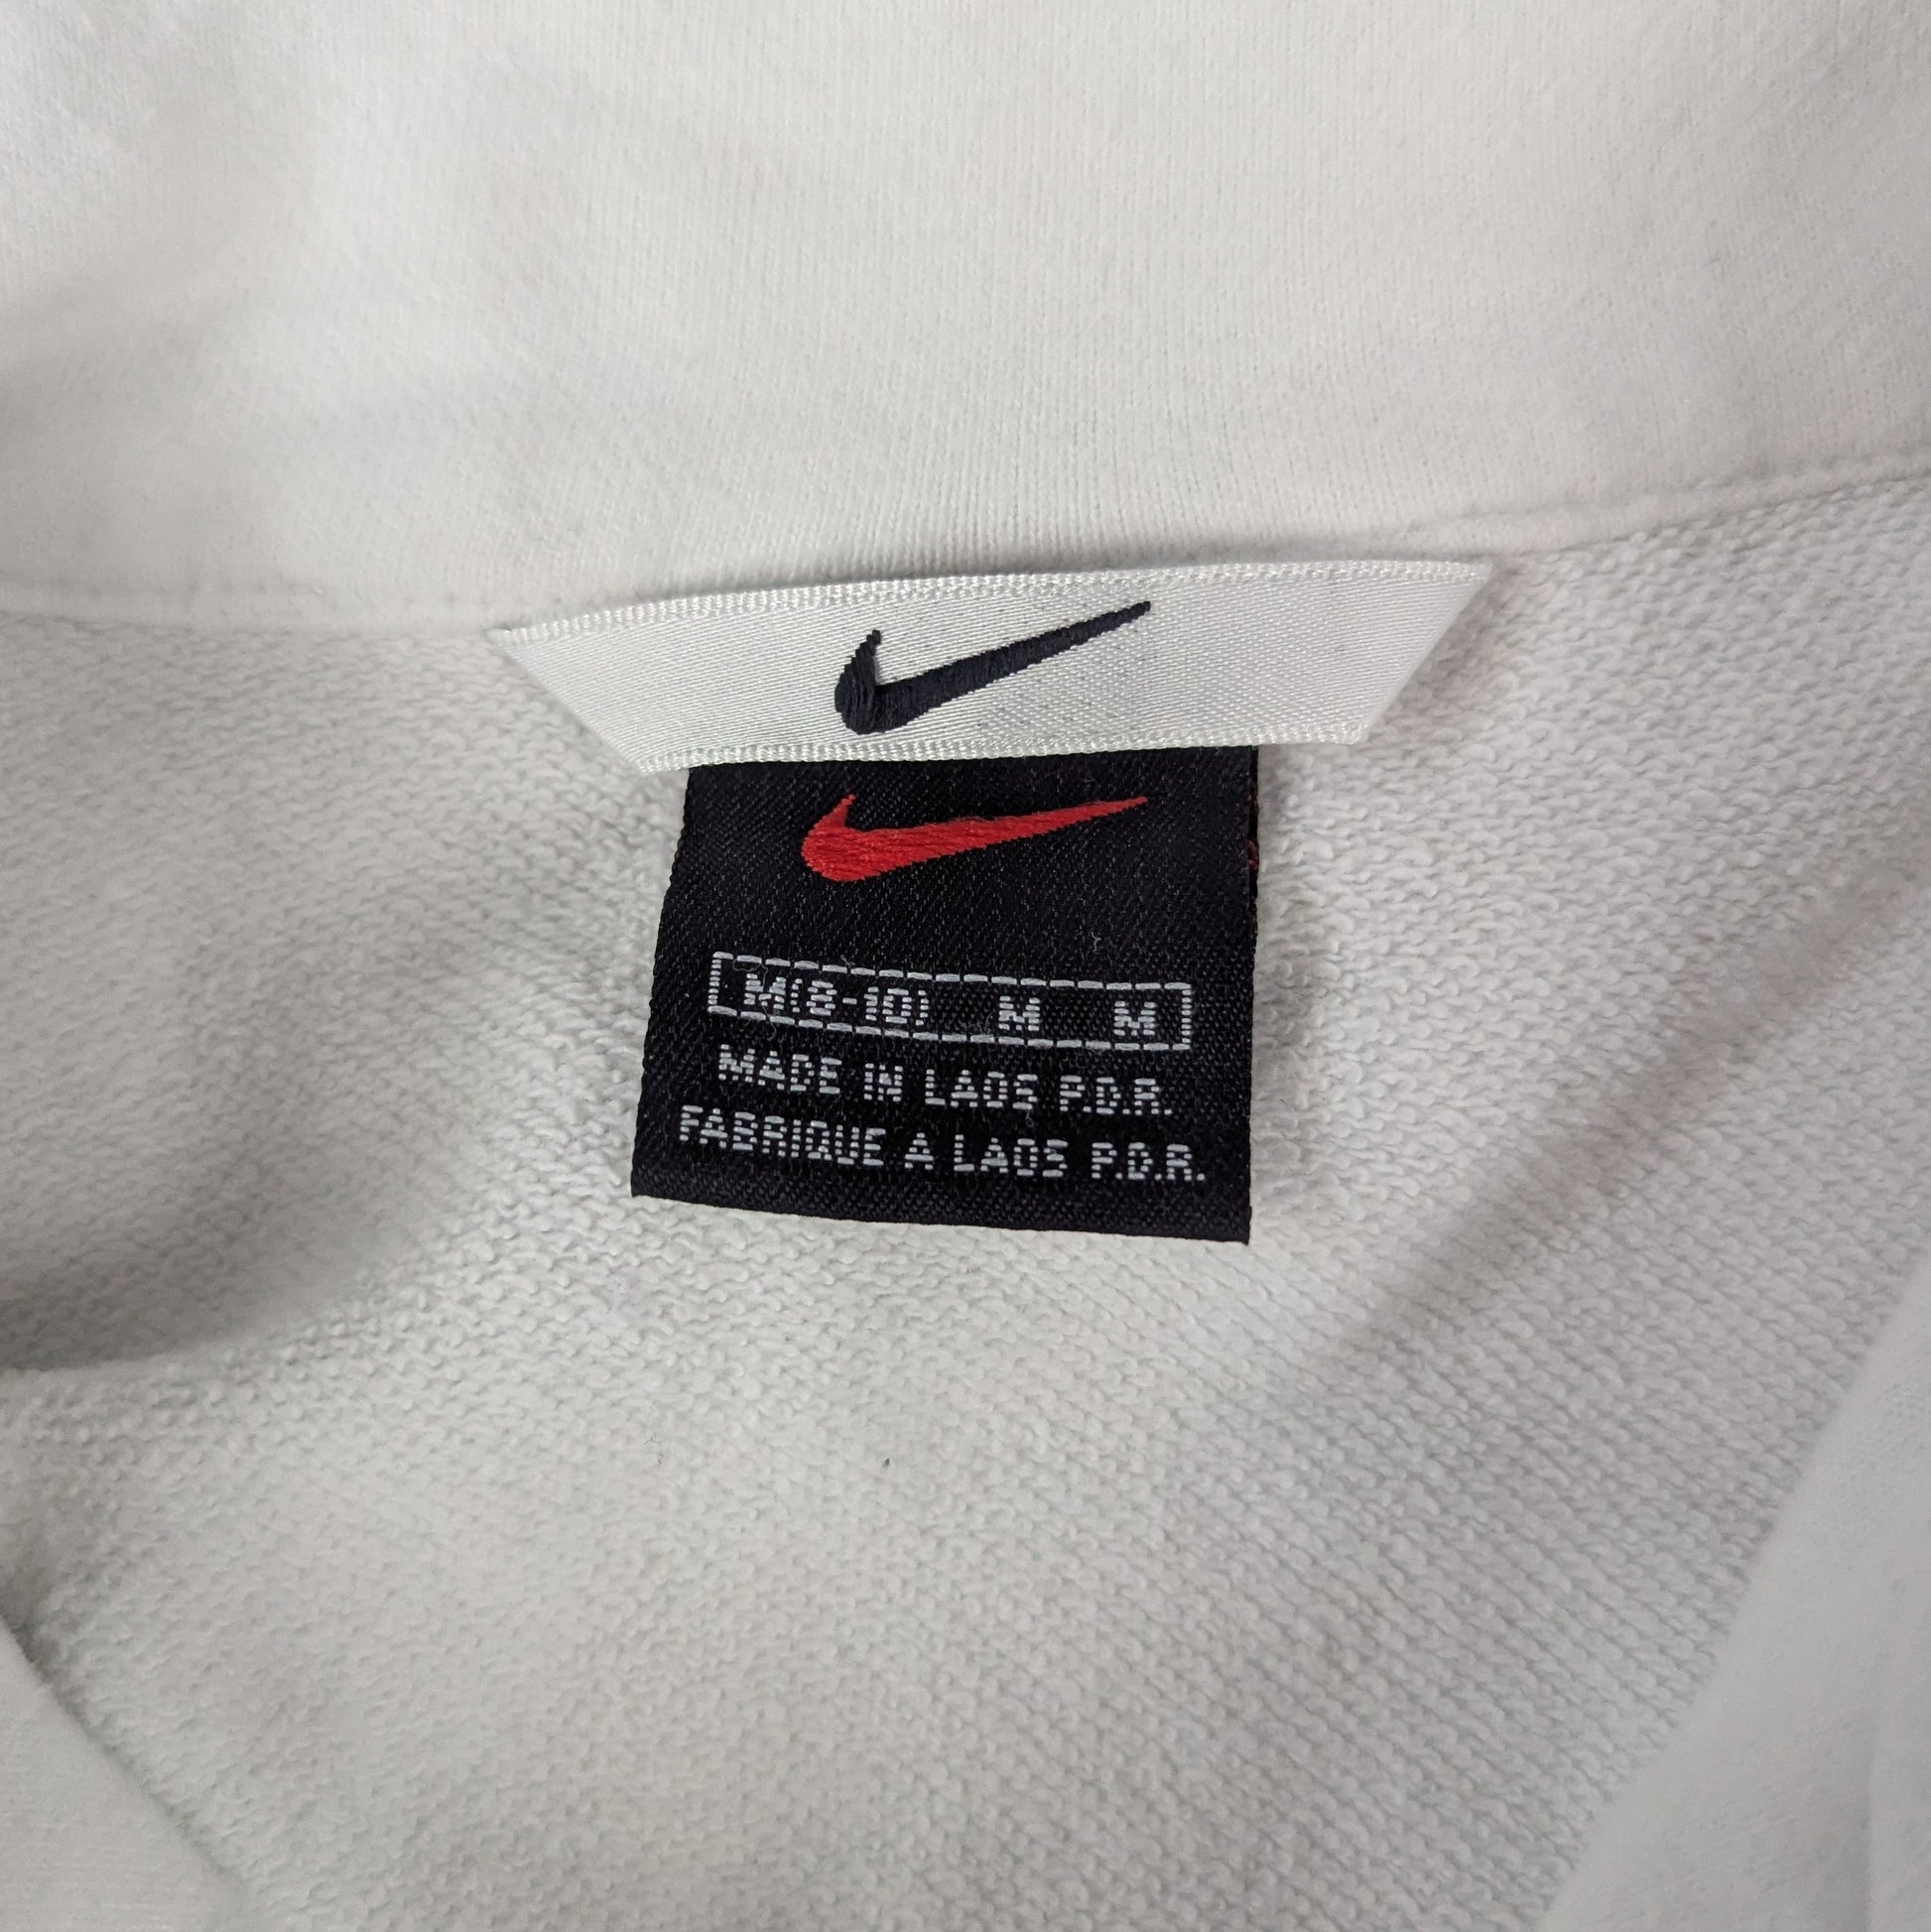 M(8-10) M M
MADE IN LAOS P.D.R.
FABRIQUE A LAOS P.D.R.